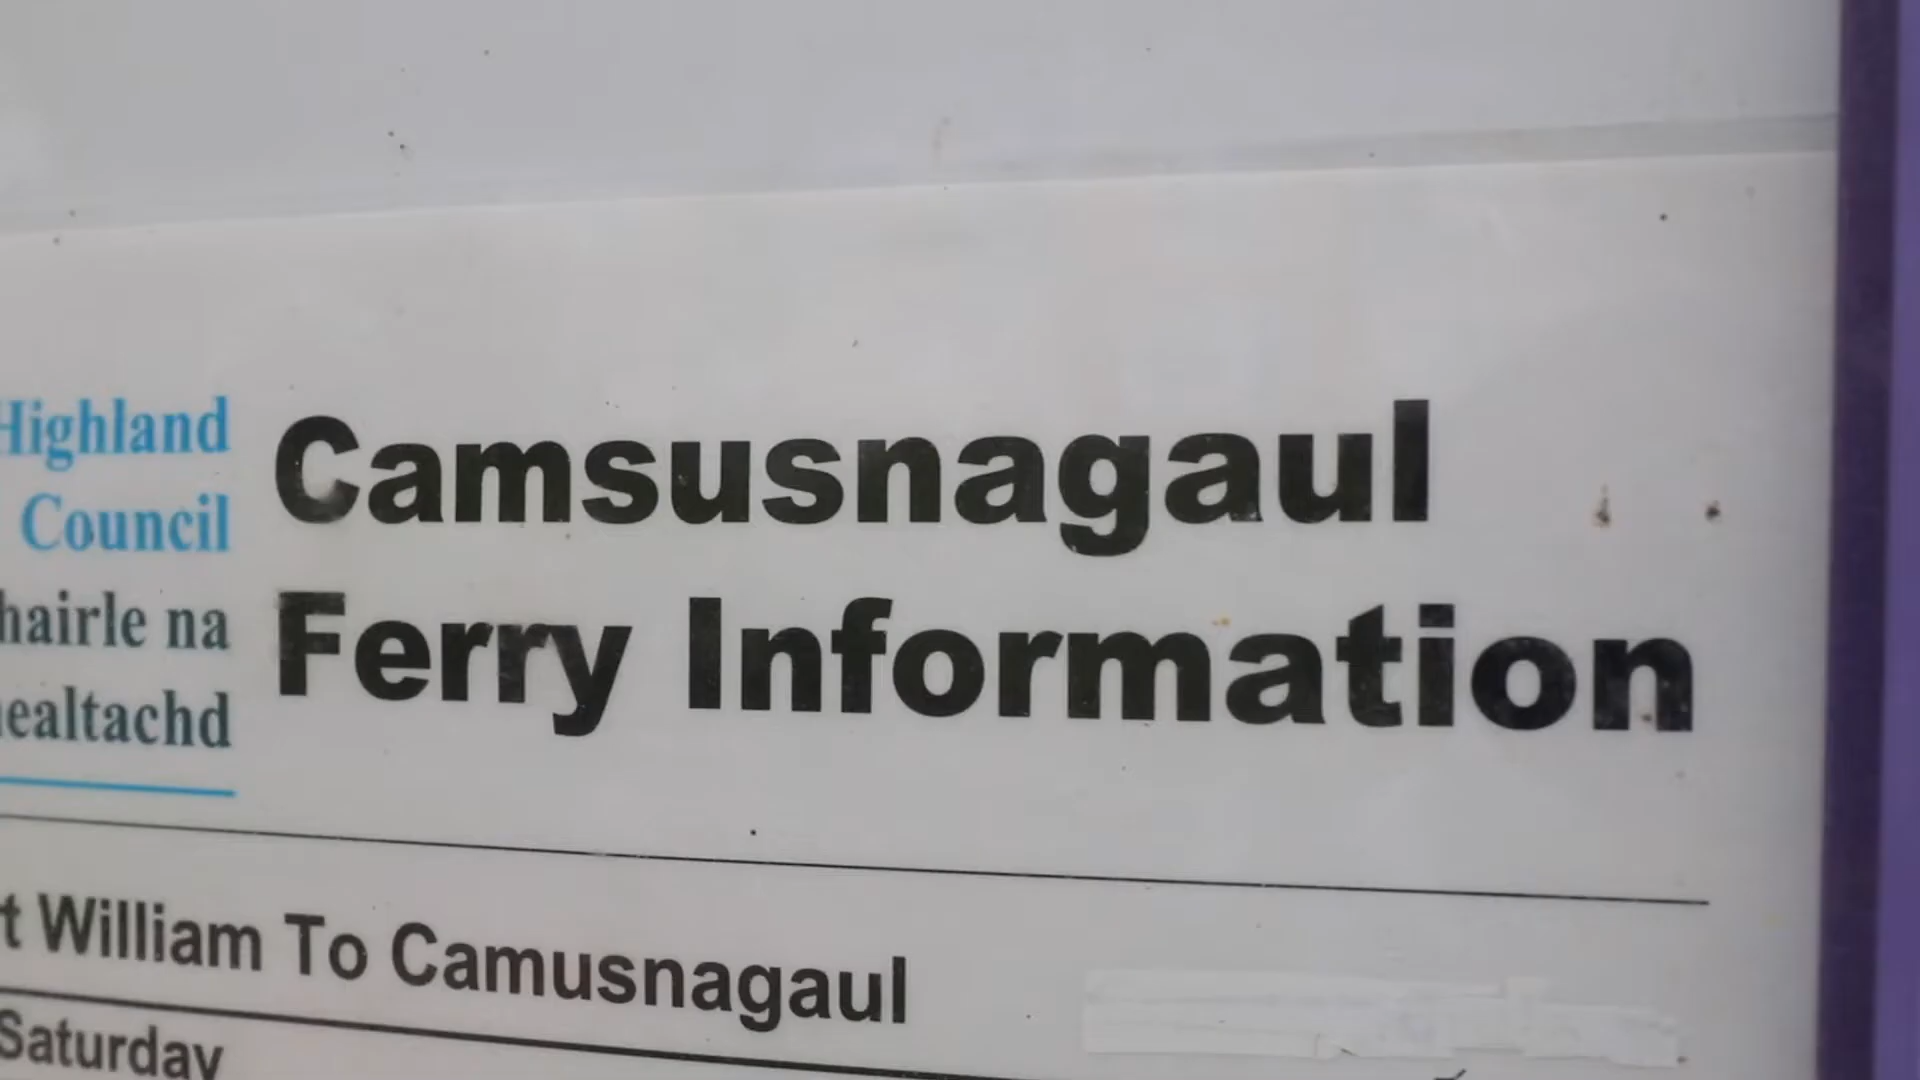 Highland
Council
hairle na
ealtachd
Camsusnagaul
Ferry Information
t William To Camusnagaul
Saturday